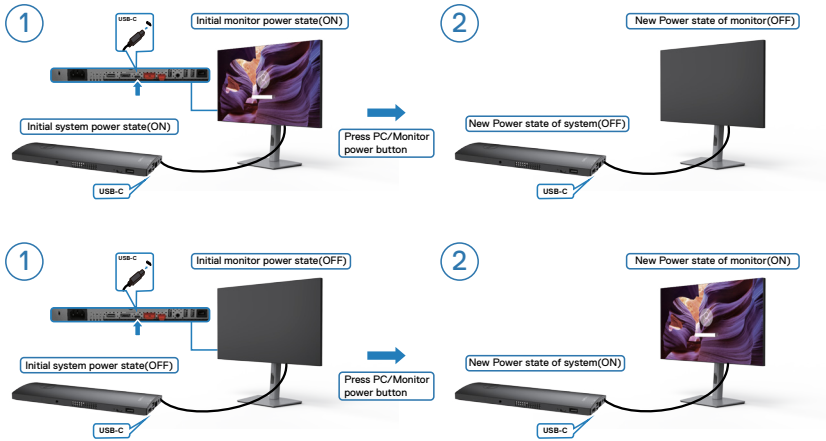 1
USB-C
Initial monitor power state(ON)
2
New Power state of monitor(OFF)
Initial system power state(ON)
Press PC/Monitor
power button
New Power state of system(OFF)
USB-C
USB-C
1
USB-C
Initial monitor power state(OFF)
2
New Power state of monitor(ON)
Initial system power state(OFF)
Press PC/Monitor
power button
New Power state of system(ON)
USB-C
USB-C